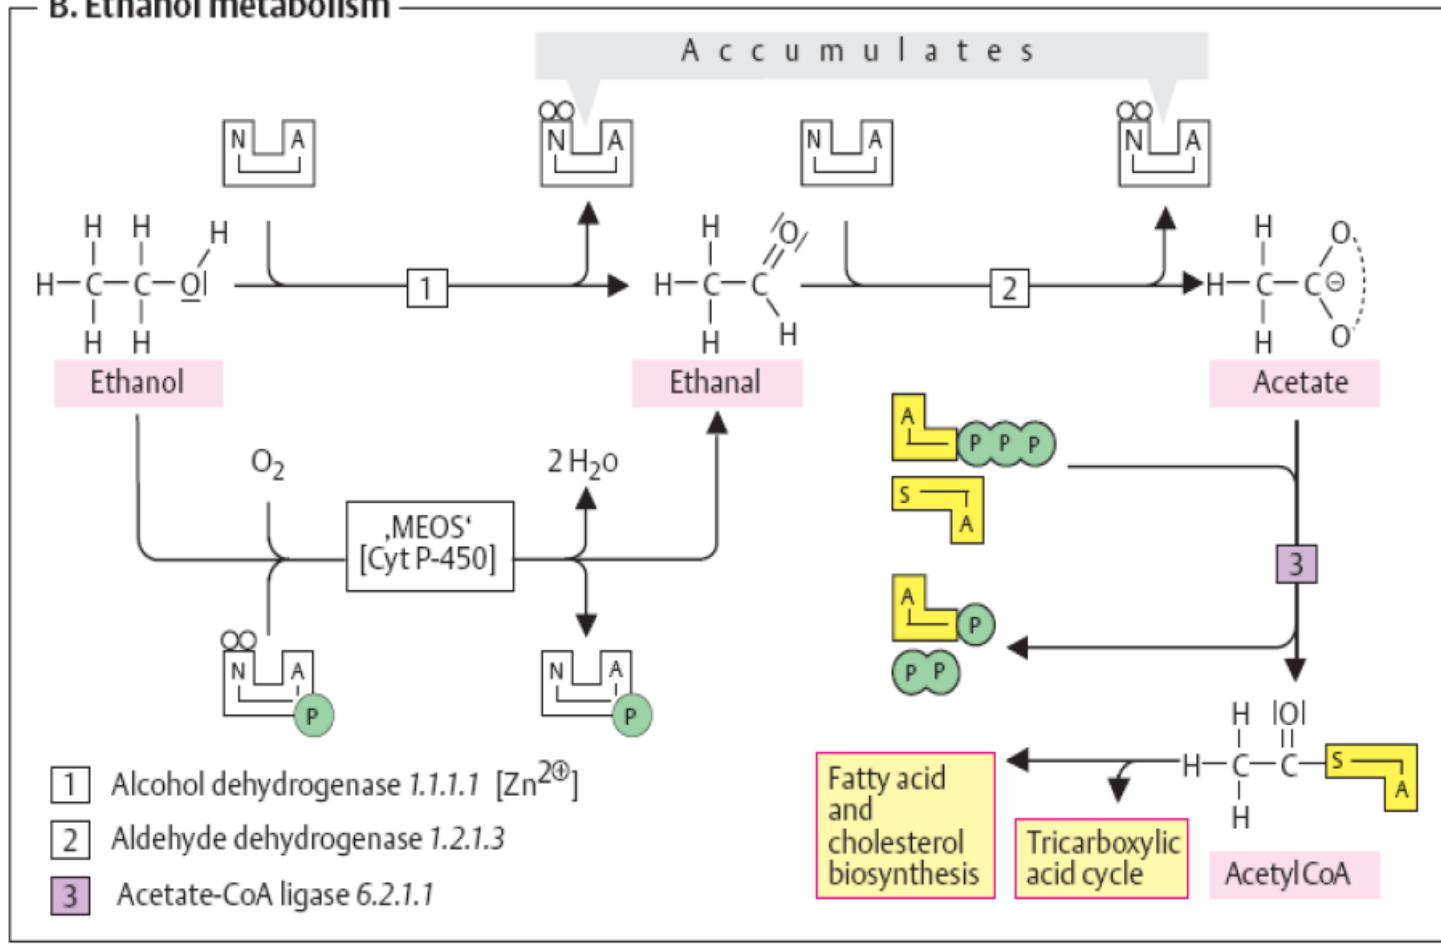 B. Ethanol metabolism
Accumulates
N A
N A
N A
N A
H H H
H–C–C–O|
H H
1
H O
H–C–C
H H
2
H O
H–C–C⊖
H O
Ethanol
Ethanal
Acetate
A P P P
S A
O₂
2 H₂O
‚MEOS‘
[Cyt P-450]
3
A P
P P
N A P
N A P
H |O|
H–C–C–S A
H
Fatty acid
and
cholesterol
biosynthesis
Tricarboxylic
acid cycle
Acetyl CoA
1 Alcohol dehydrogenase 1.1.1.1 [Zn²⊕]
2 Aldehyde dehydrogenase 1.2.1.3
3 Acetate-CoA ligase 6.2.1.1